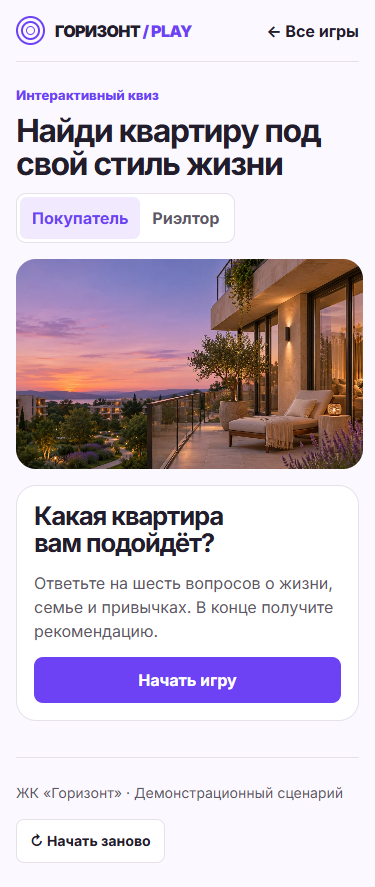 ГОРИЗОНТ / PLAY
← Все игры
Интерактивный квиз
Найди квартиру под
свой стиль жизни
Покупатель
Риэлтор
Какая квартира
вам подойдёт?
Ответьте на шесть вопросов о жизни,
семье и привычках. В конце получите
рекомендацию.
Начать игру
ЖК «Горизонт» · Демонстрационный сценарий
↻ Начать заново